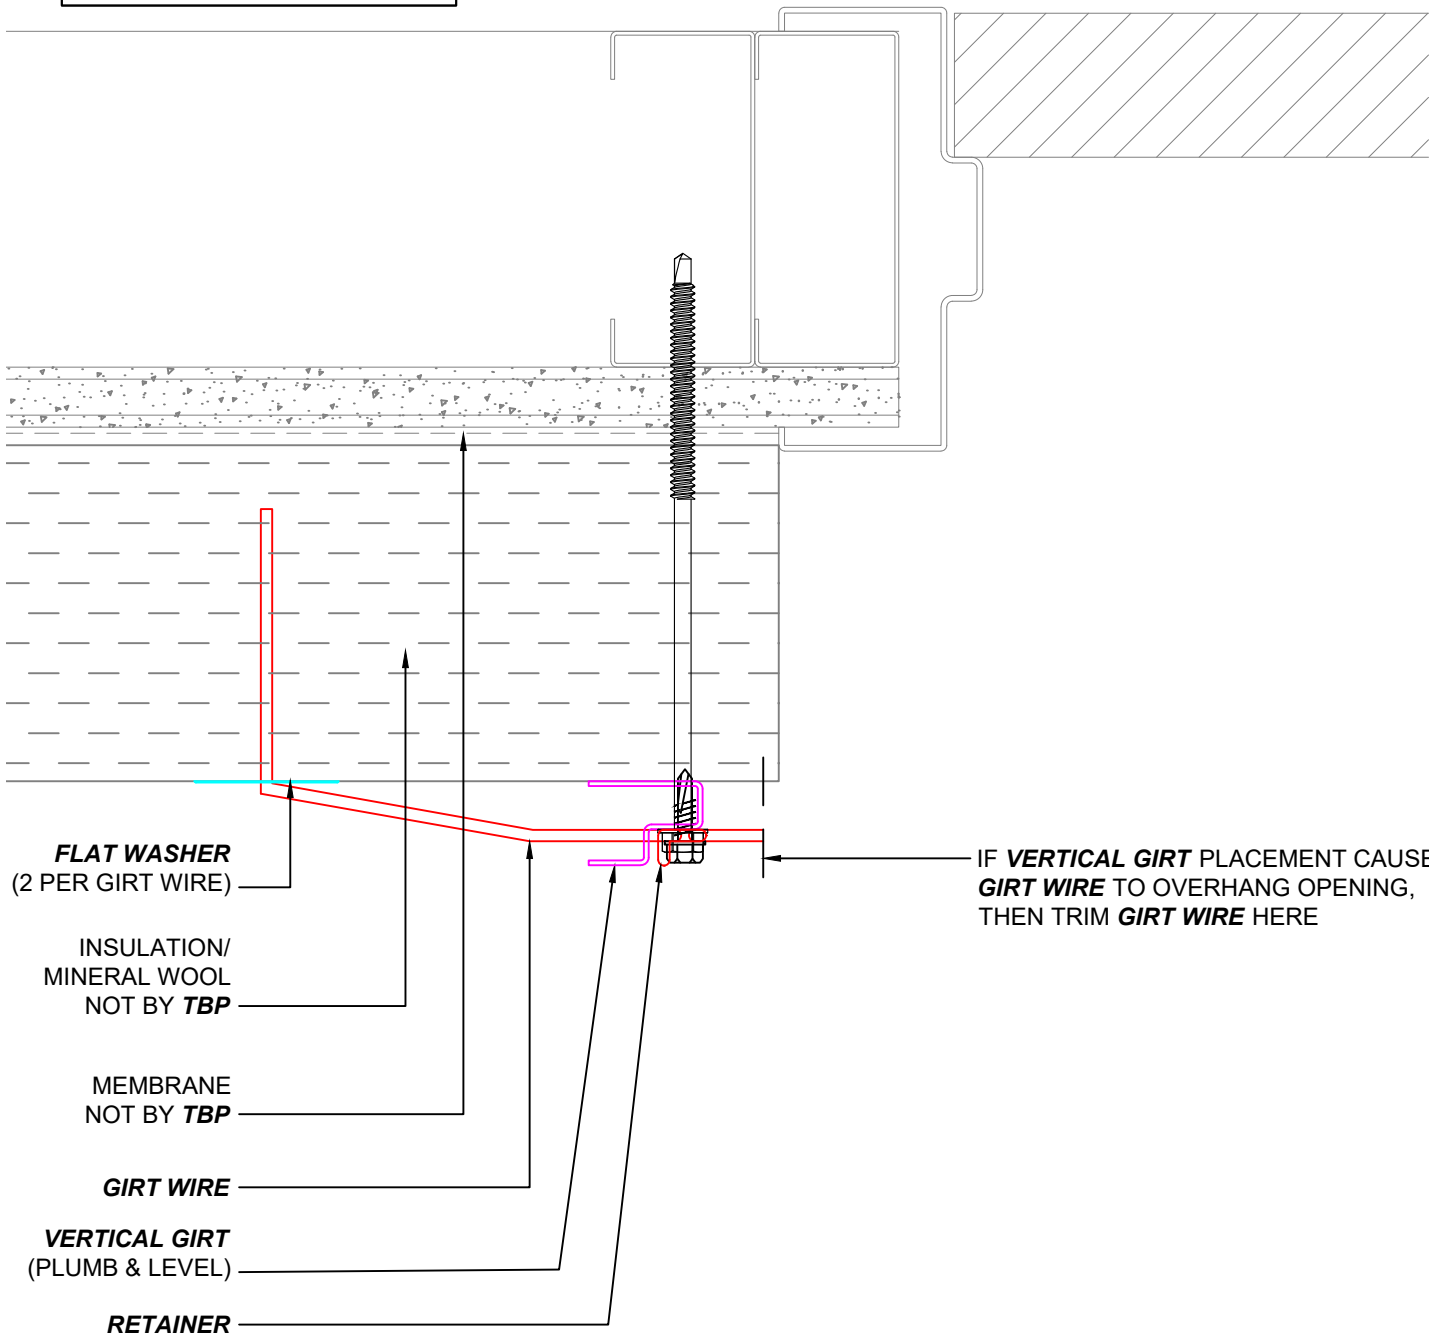 FLAT WASHER
(2 PER GIRT WIRE)
INSULATION/
MINERAL WOOL
NOT BY TBP
MEMBRANE
NOT BY TBP
GIRT WIRE
VERTICAL GIRT
(PLUMB & LEVEL)
RETAINER
IF VERTICAL GIRT PLACEMENT CAUSE
GIRT WIRE TO OVERHANG OPENING,
THEN TRIM GIRT WIRE HERE